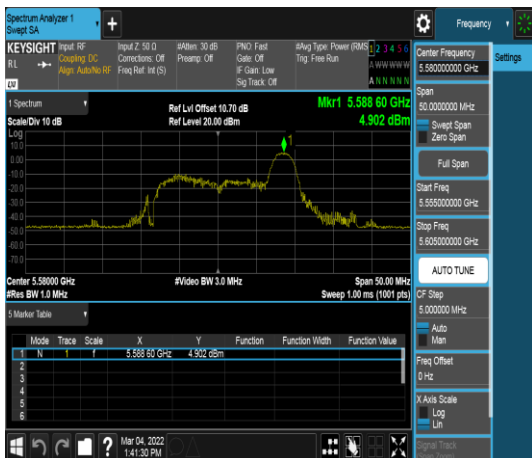 Spectrum Analyzer 1
Swept SA
Frequency
Settings
KEYSIGHT
RL
Input: RF
Coupling: DC
Align: Auto/No RF
Input Z: 50 Ω
Corrections: Off
Freq Ref: Int (S)
#Atten: 30 dB
Preamp: Off
PNO: Fast
Gate: Off
IF Gain: Low
Sig Track: Off
#Avg Type: Power (RMS
Trig: Free Run
1 2 3 4 5 6
A WWWWW
A N N N N N
LXI
1 Spectrum
Scale/Div 10 dB
Ref Lvl Offset 10.70 dB
Ref Level 20.00 dBm
Mkr1 5.588 60 GHz
4.902 dBm
Log
10.0
0.00
-10.0
-20.0
-30.0
-40.0
-50.0
-60.0
-70.0
1
Center 5.58000 GHz
#Res BW 1.0 MHz
#Video BW 3.0 MHz
Span 50.00 MHz
Sweep 1.00 ms (1001 pts)
5 Marker Table
Mode Trace Scale X Y Function Function Width Function Value
1 N 1 f 5.588 60 GHz 4.902 dBm
2
3
4
5
6
Mar 04, 2022
1:41:30 PM
Center Frequency
5.580000000 GHz
Span
50.0000000 MHz
Swept Span
Zero Span
Full Span
Start Freq
5.555000000 GHz
Stop Freq
5.605000000 GHz
AUTO TUNE
CF Step
5.000000 MHz
Auto
Man
Freq Offset
0 Hz
X Axis Scale
Log
Lin
Signal Track